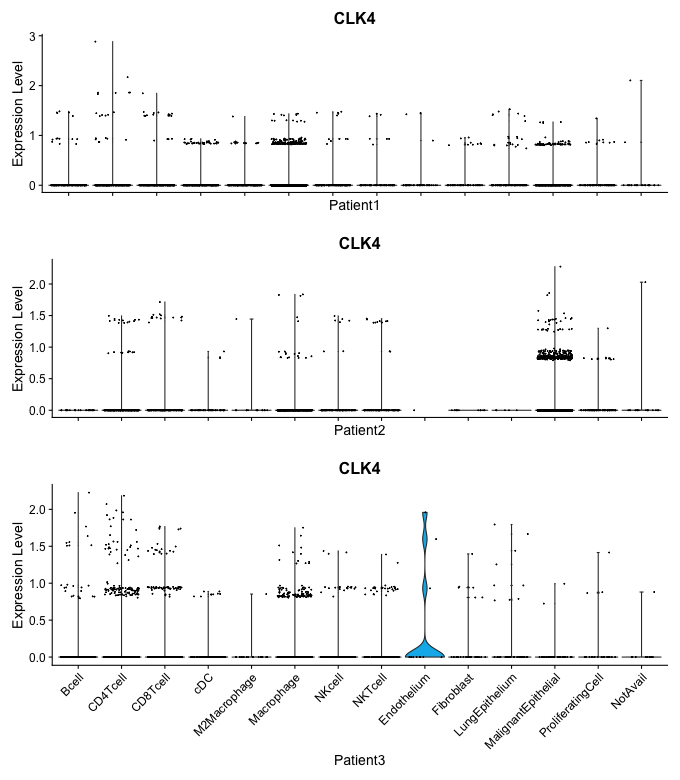 CLK4
Expression Level
3
2
1
0
Patient1
CLK4
Expression Level
2.0
1.5
1.0
0.5
0.0
Patient2
CLK4
Expression Level
2.0
1.5
1.0
0.5
0.0
Bcell
CD4Tcell
CD8Tcell
cDC
M2Macrophage
Macrophage
NKcell
NKTcell
Endothelium
Fibroblast
LungEpithelium
MalignantEpithelial
ProliferatingCell
NotAvail
Patient3